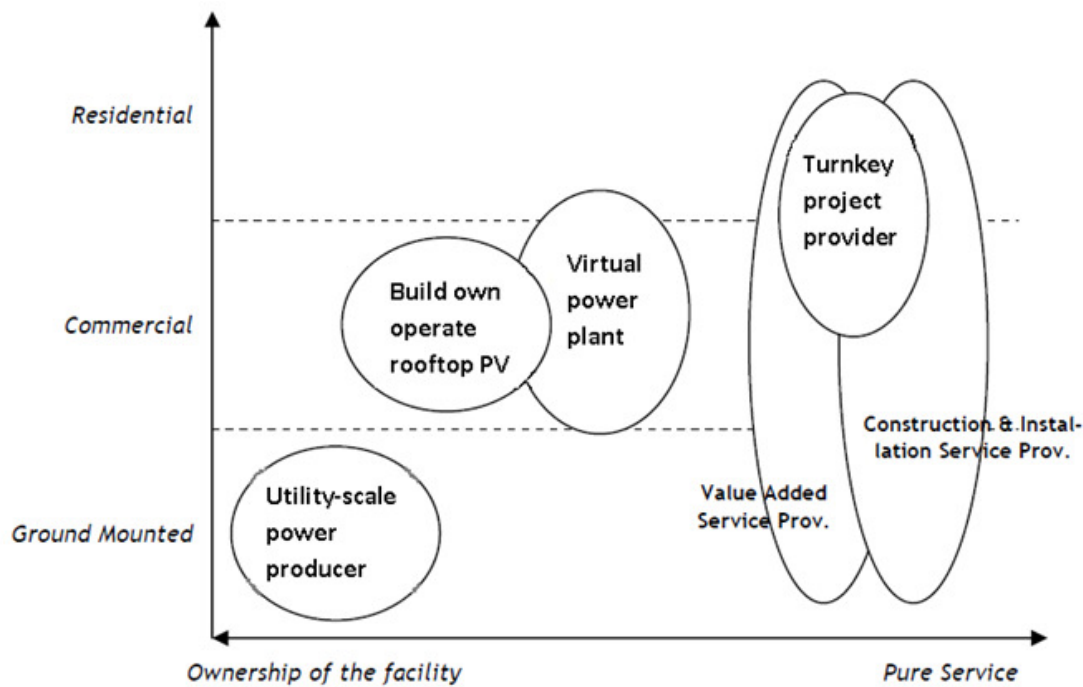 Residential
Turnkey
project
provider
Virtual
power
plant
Build own
operate
rooftop PV
Commercial
Construction & Instal-
lation Service Prov.
Value Added
Service Prov.
Utility-scale
power
producer
Ground Mounted
Ownership of the facility
Pure Service